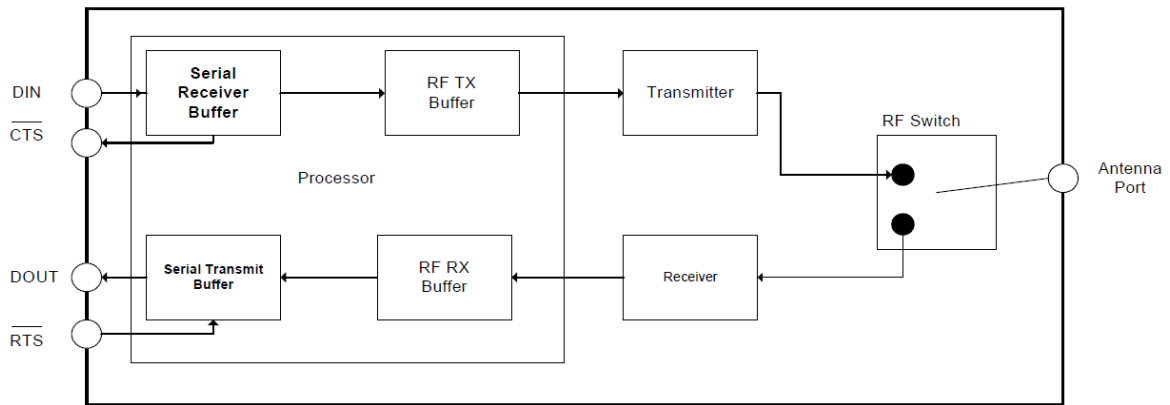 DIN
CTS
DOUT
RTS
Serial
Receiver
Buffer
RF TX
Buffer
Transmitter
RF Switch
Antenna
Port
Processor
Serial Transmit
Buffer
RF RX
Buffer
Receiver